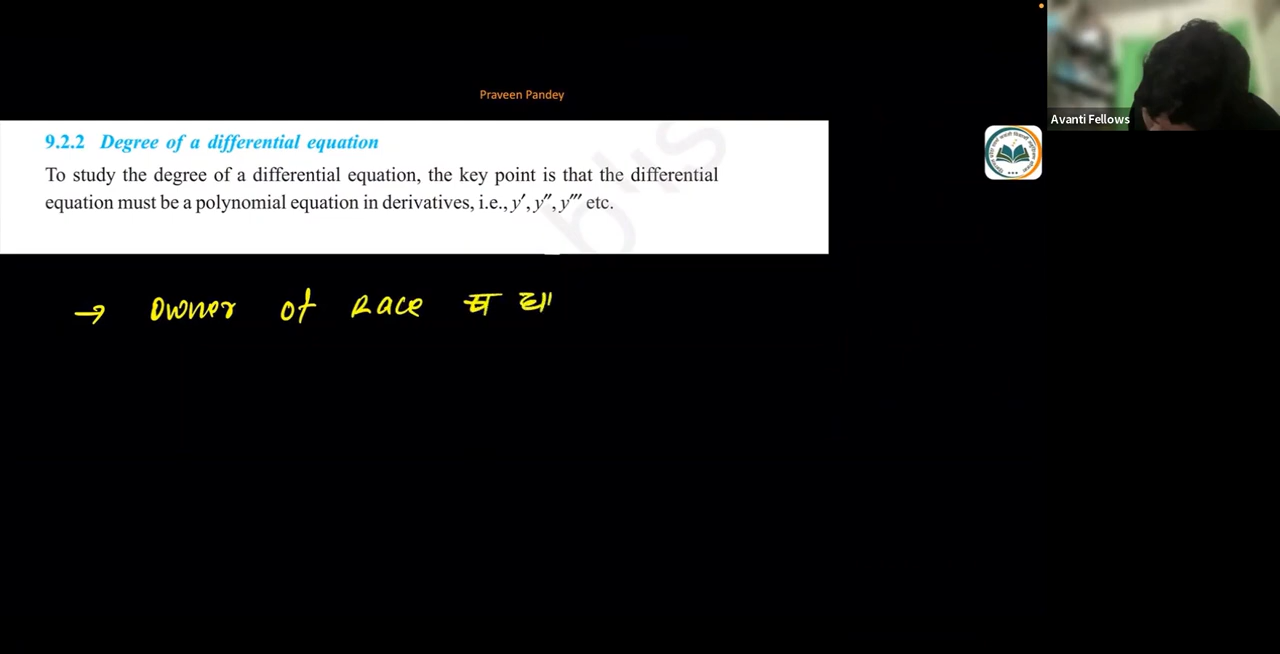 Praveen Pandey
Avanti Fellows
9.2.2 Degree of a differential equation
To study the degree of a differential equation, the key point is that the differential
equation must be a polynomial equation in derivatives, i.e., y′, y″, y‴ etc.
→ Owner of Race